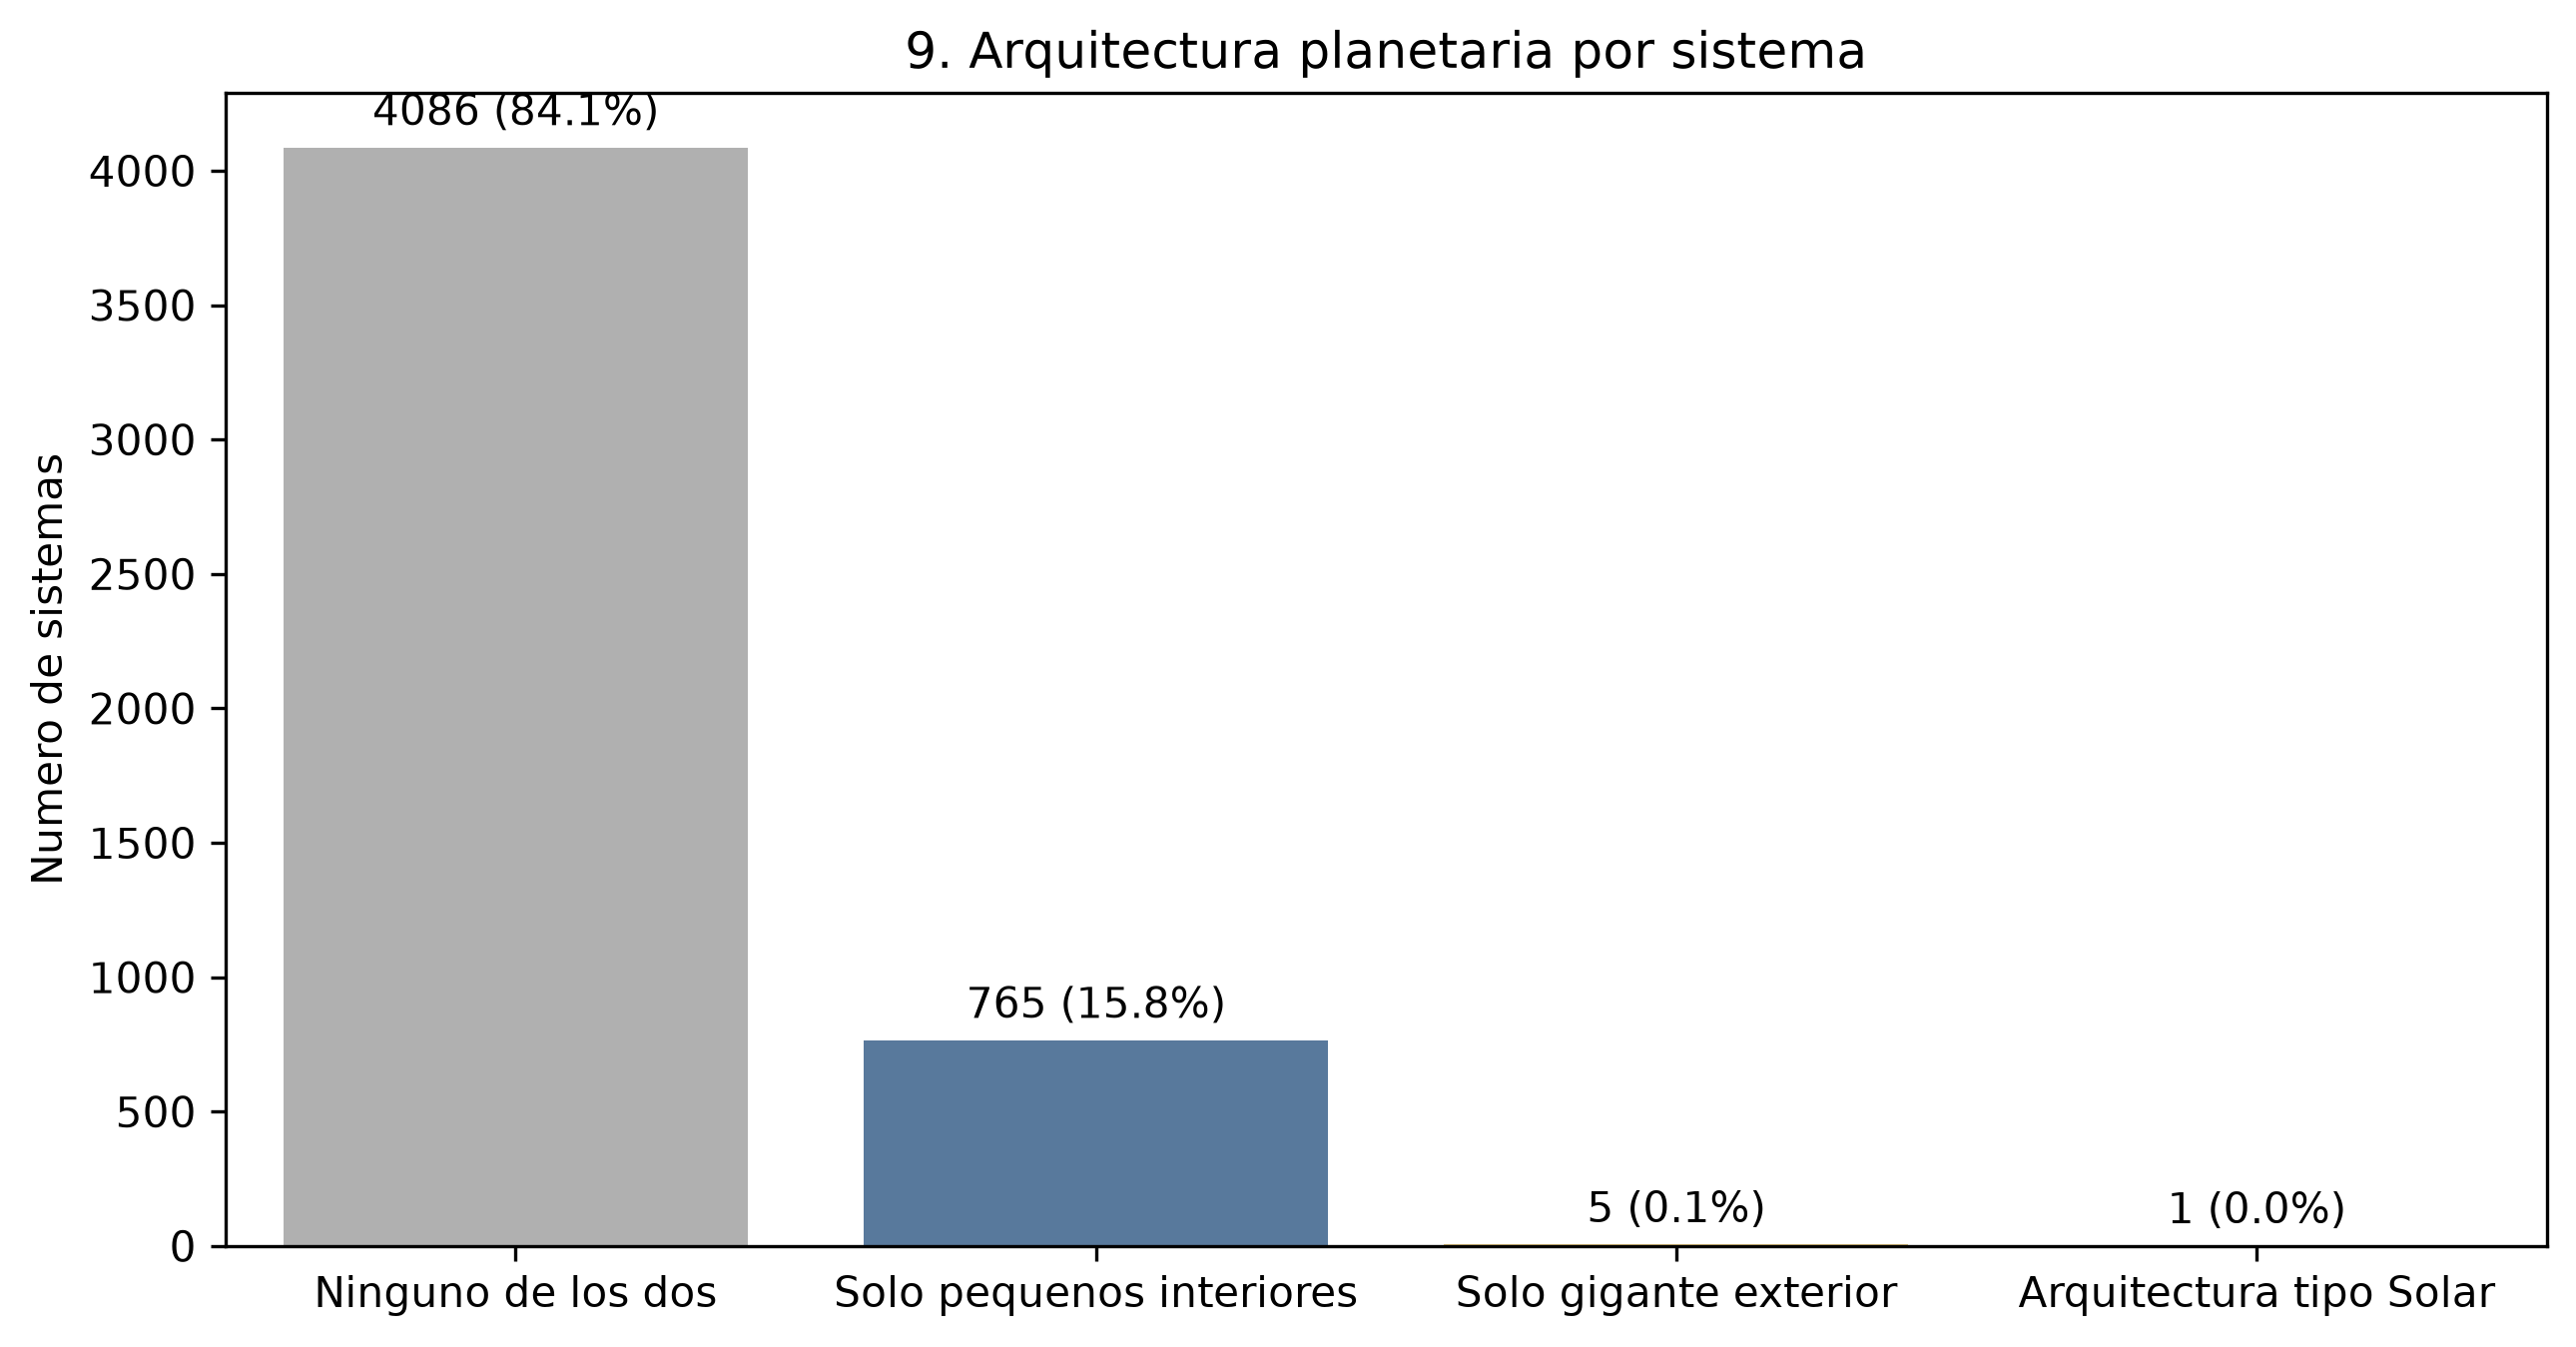 9. Arquitectura planetaria por sistema
4086 (84.1%)
765 (15.8%)
5 (0.1%)
1 (0.0%)
4000
3500
3000
2500
2000
1500
1000
500
0
Numero de sistemas
Ninguno de los dos
Solo pequenos interiores
Solo gigante exterior
Arquitectura tipo Solar